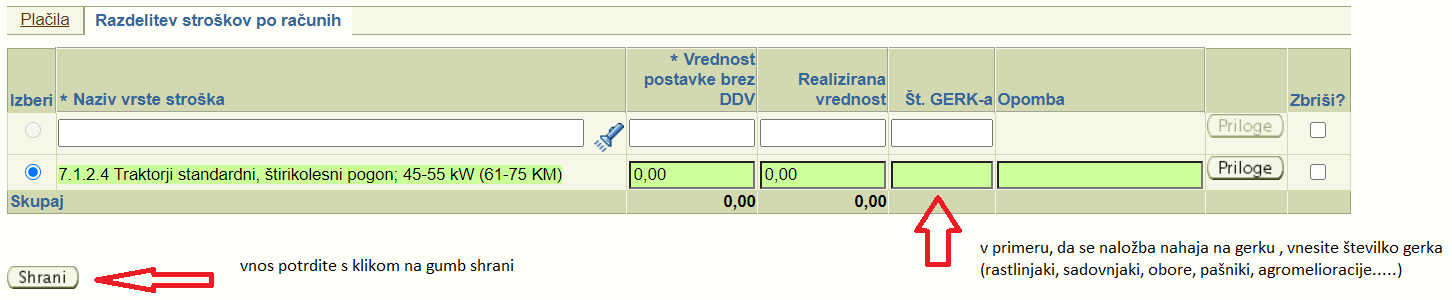 Plačila Razdelitev stroškov po računih
Izberi * Naziv vrste stroška * Vrednost postavke brez DDV Realizirana vrednost Št. GERK-a Opomba Zbriši?
Priloge
7.1.2.4 Traktorji standardni, štirikolesni pogon; 45-55 kW (61-75 KM) 0,00 0,00 Priloge
Skupaj 0,00 0,00
v primeru, da se naložba nahaja na gerku , vnesite številko gerka
(rastlinjaki, sadovnjaki, obore, pašniki, agromelioracije.....)
vnos potrdite s klikom na gumb shrani
Shrani